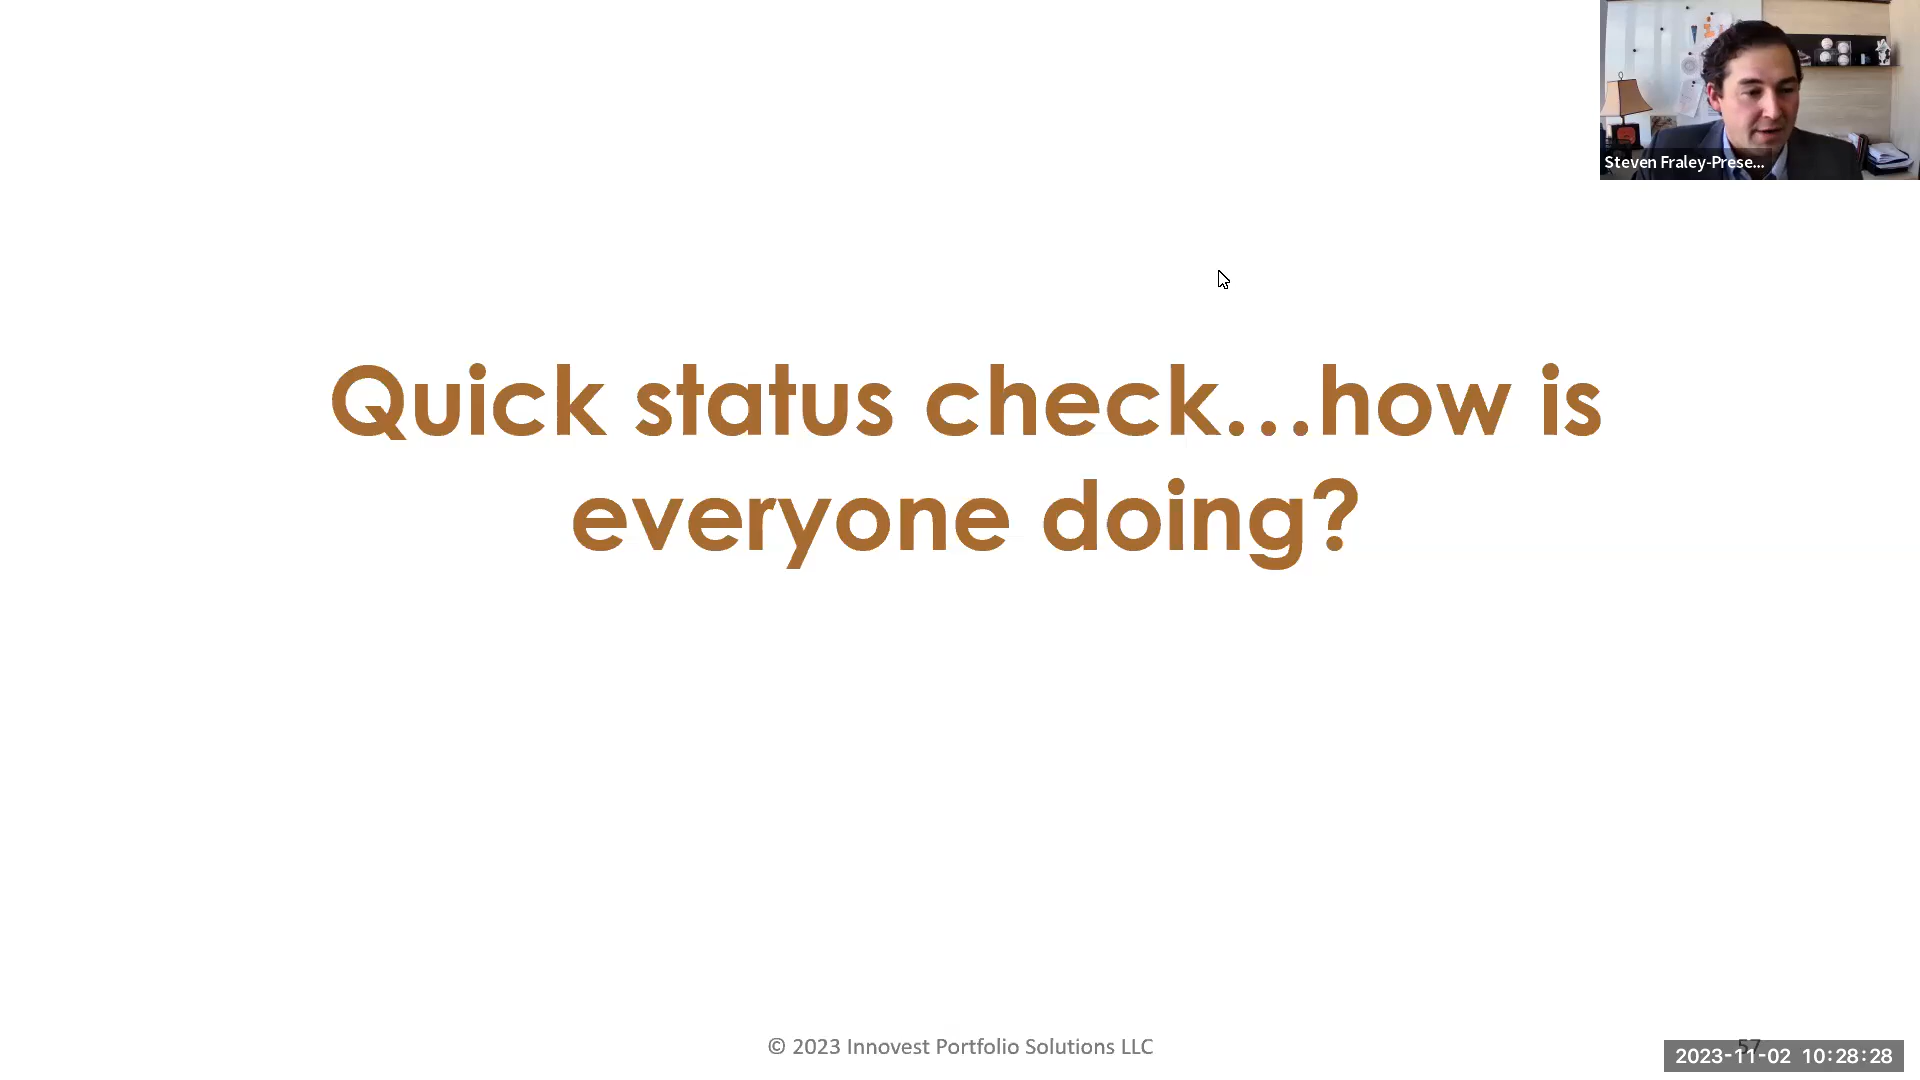 Steven Fraley-Prese...
Quick status check...how is
everyone doing?
© 2023 Innovest Portfolio Solutions LLC
57
2023-11-02 10:28:28